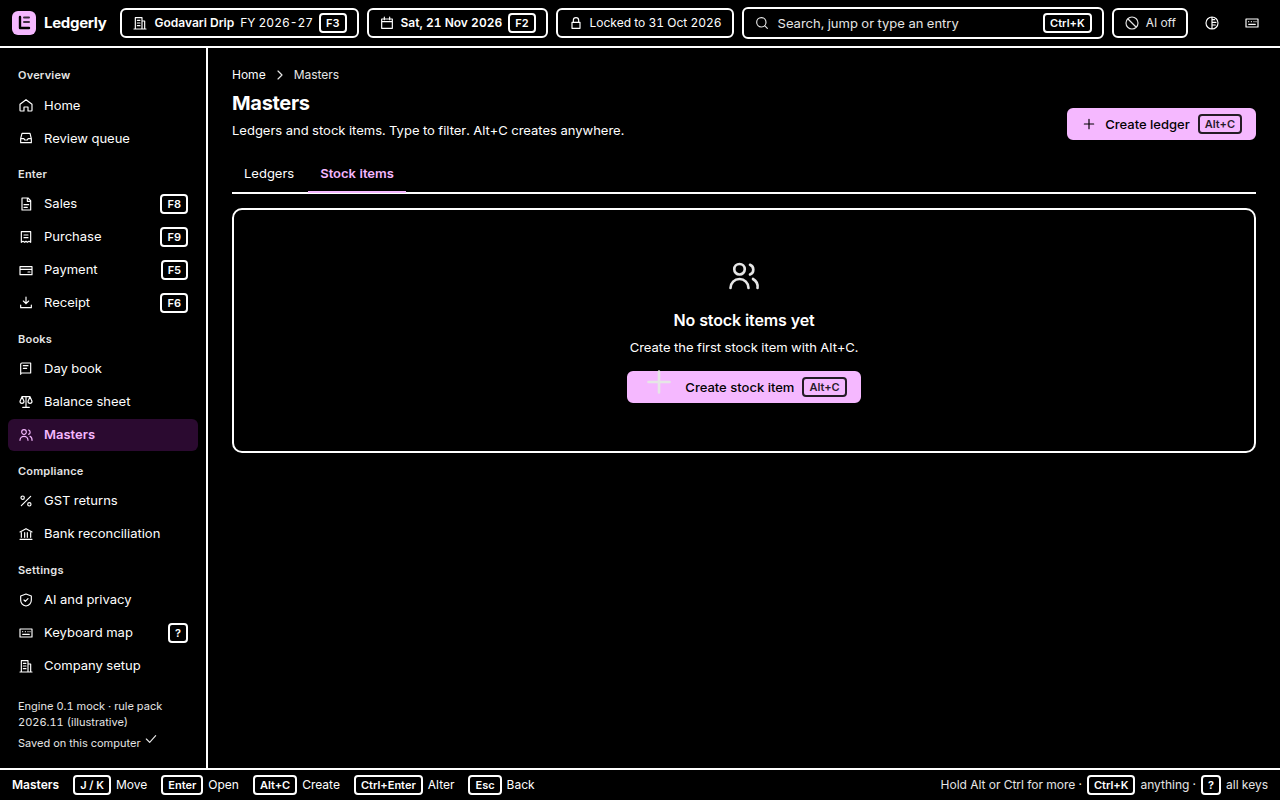 Ledgerly
Godavari Drip FY 2026-27 F3
Sat, 21 Nov 2026 F2
Locked to 31 Oct 2026
Search, jump or type an entry Ctrl+K
AI off
Overview
Home
Review queue
Enter
Sales F8
Purchase F9
Payment F5
Receipt F6
Books
Day book
Balance sheet
Masters
Compliance
GST returns
Bank reconciliation
Settings
AI and privacy
Keyboard map ?
Company setup
Engine 0.1 mock · rule pack
2026.11 (illustrative)
Saved on this computer
Home > Masters
Masters
Ledgers and stock items. Type to filter. Alt+C creates anywhere.
Create ledger Alt+C
Ledgers Stock items
No stock items yet
Create the first stock item with Alt+C.
Create stock item Alt+C
Masters J / K Move Enter Open Alt+C Create Ctrl+Enter Alter Esc Back
Hold Alt or Ctrl for more · Ctrl+K anything · ? all keys